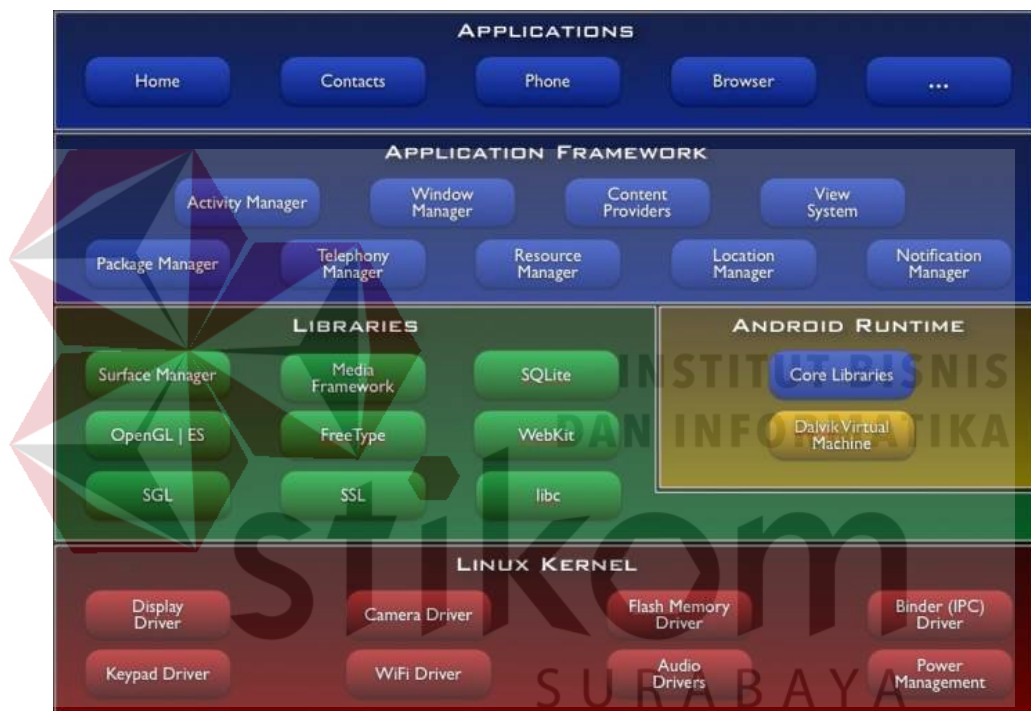 APPLICATIONS
Home
Contacts
Phone
Browser
...
APPLICATION FRAMEWORK
Activity Manager
Window
Manager
Content
Providers
View
System
Package Manager
Telephony
Manager
Resource
Manager
Location
Manager
Notification
Manager
LIBRARIES
Surface Manager
Media
Framework
SQLite
OpenGL | ES
FreeType
WebKit
SGL
SSL
libc
ANDROID RUNTIME
Core Libraries
Dalvik Virtual
Machine
INSTITUT BISNIS
DAN INFORMATIKA
stikom
SURABAYA
LINUX KERNEL
Display
Driver
Camera Driver
Flash Memory
Driver
Binder (IPC)
Driver
Keypad Driver
WiFi Driver
Audio
Drivers
Power
Management